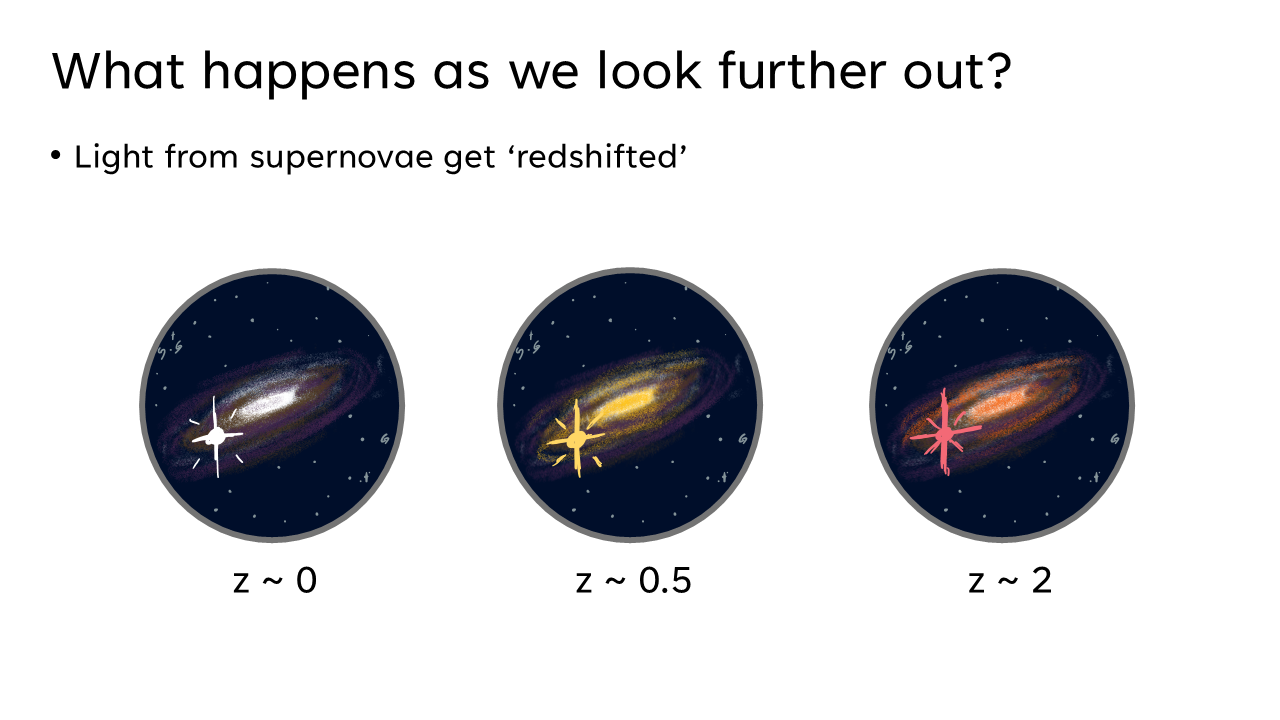 What happens as we look further out?
• Light from supernovae get ‘redshifted’
z ~ 0
z ~ 0.5
z ~ 2